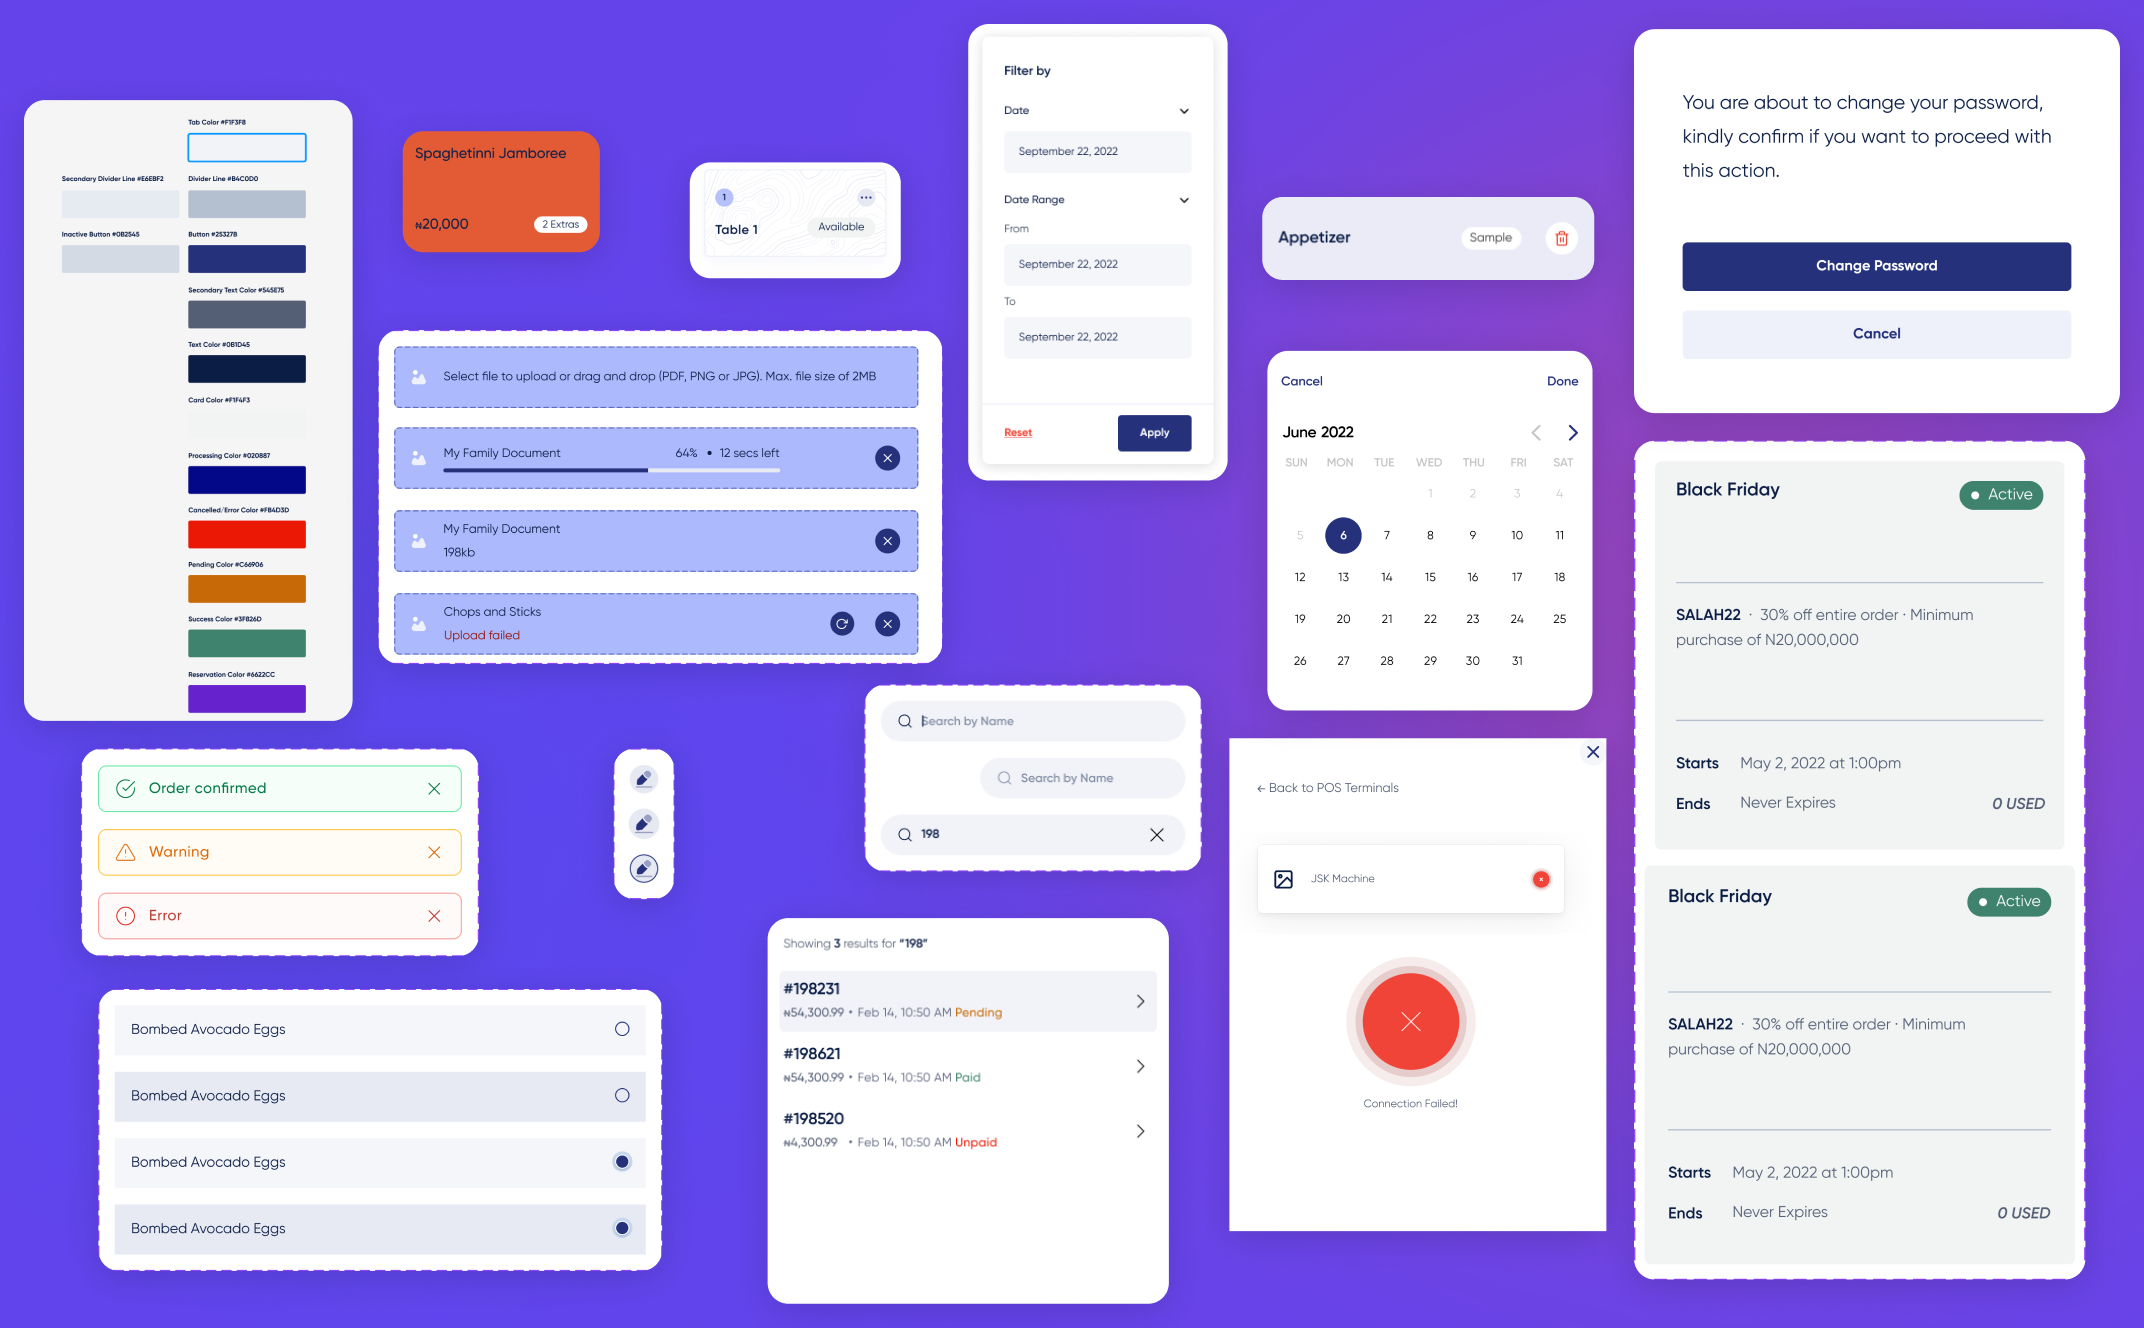 Tab Color #F1F3F8
Secondary Divider Line #E6EBF2
Divider Line #B4C0D0
Inactive Button #0B2545
Button #25327B
Secondary Text Color #545E75
Text Color #0B1D45
Card Color #F1F4F3
Processing Color #020887
Cancelled/Error Color #FB4D3D
Pending Color #C66906
Success Color #3F826D
Reservation Color #6622CC
Spaghetinni Jamboree
₦20,000
2 Extras
1
Table 1
Available
Select file to upload or drag and drop (PDF, PNG or JPG). Max. file size of 2MB
My Family Document
64% • 12 secs left
My Family Document
198kb
Chops and Sticks
Upload failed
Filter by
Date
September 22, 2022
Date Range
From
September 22, 2022
To
September 22, 2022
Reset
Apply
Appetizer
Sample
Cancel
Done
June 2022
SUN MON TUE WED THU FRI SAT
1 2 3 4
5 6 7 8 9 10 11
12 13 14 15 16 17 18
19 20 21 22 23 24 25
26 27 28 29 30 31
You are about to change your password,
kindly confirm if you want to proceed with
this action.
Change Password
Cancel
Black Friday
Active
SALAH22 · 30% off entire order · Minimum
purchase of N20,000,000
Starts May 2, 2022 at 1:00pm
Ends Never Expires
0 USED
Black Friday
Active
SALAH22 · 30% off entire order · Minimum
purchase of N20,000,000
Starts May 2, 2022 at 1:00pm
Ends Never Expires
0 USED
Order confirmed
Warning
Error
Search by Name
Search by Name
198
← Back to POS Terminals
JSK Machine
Connection Failed!
Showing 3 results for “198”
#198231
₦54,300.99 • Feb 14, 10:50 AM Pending
#198621
₦54,300.99 • Feb 14, 10:50 AM Paid
#198520
₦4,300.99 • Feb 14, 10:50 AM Unpaid
Bombed Avocado Eggs
Bombed Avocado Eggs
Bombed Avocado Eggs
Bombed Avocado Eggs